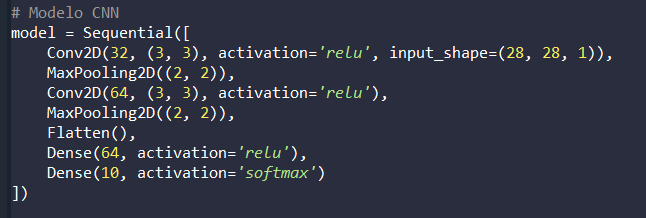 # Modelo CNN
model = Sequential([
    Conv2D(32, (3, 3), activation='relu', input_shape=(28, 28, 1)),
    MaxPooling2D((2, 2)),
    Conv2D(64, (3, 3), activation='relu'),
    MaxPooling2D((2, 2)),
    Flatten(),
    Dense(64, activation='relu'),
    Dense(10, activation='softmax')
])